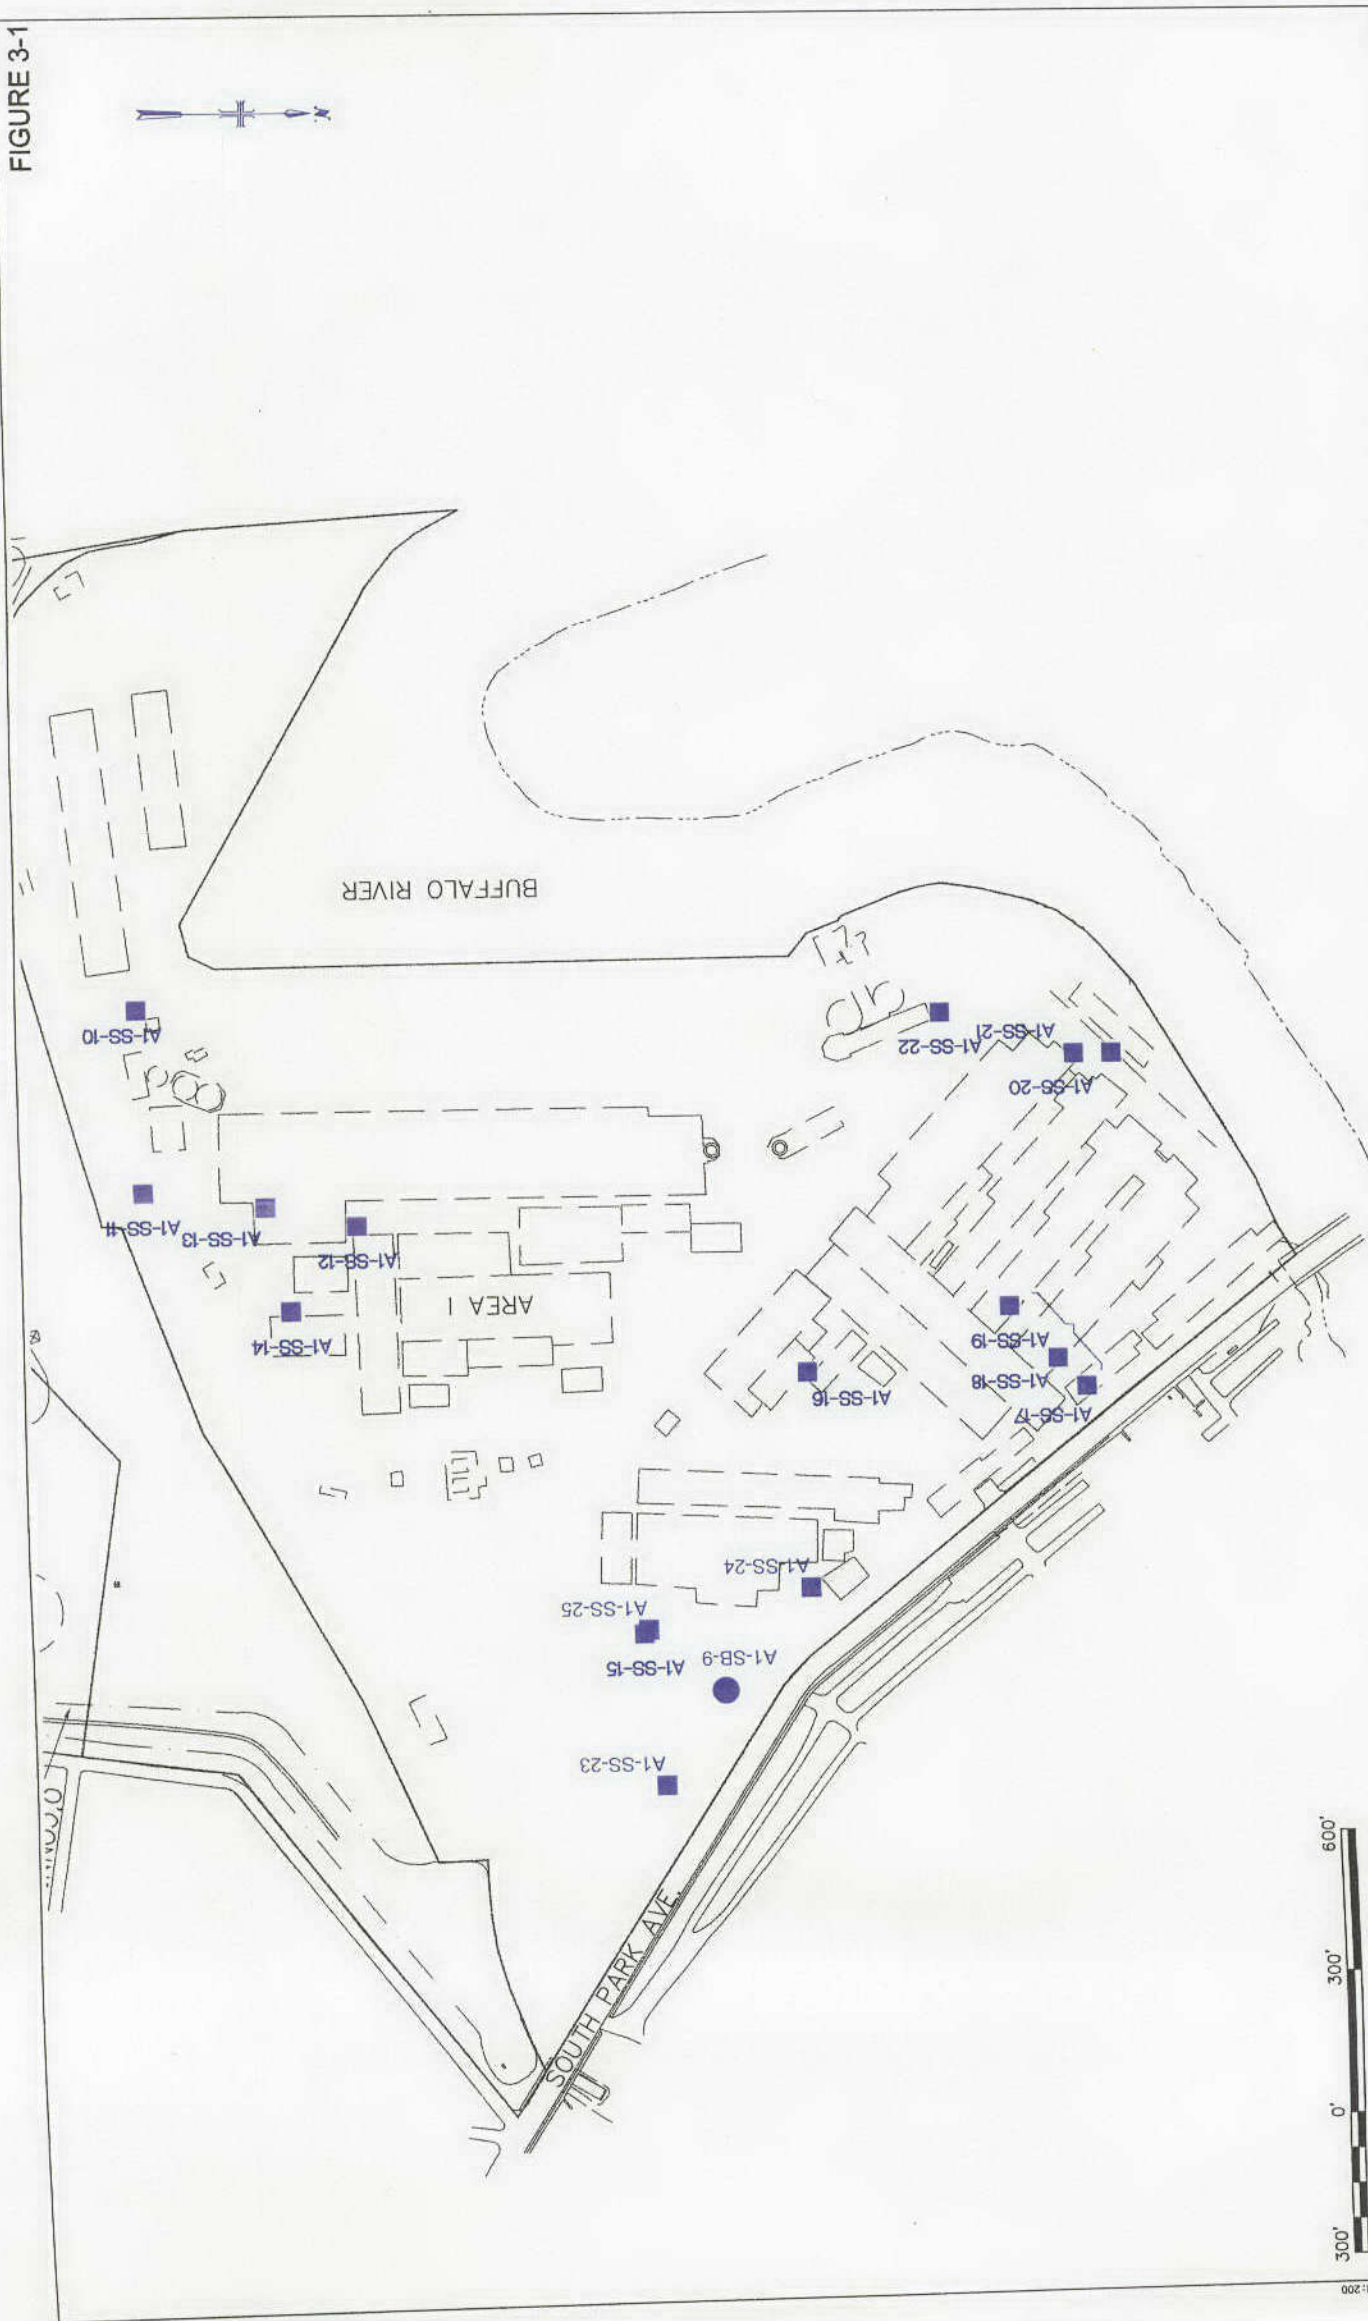 FIGURE 3-1
N
A1-SS-10
A1-SS-11
A1-SS-13
A1-SS-12
A1-SS-14
AREA I
BUFFALO RIVER
A1-SS-22
A1-SS-21
A1-SS-20
A1-SS-19
A1-SS-18
A1-SS-17
A1-SS-16
A1-SS-24
A1-SS-25
A1-SS-15
A1-SB-9
A1-SS-23
SOUTH PARK AVE.
300' 0' 300' 600'